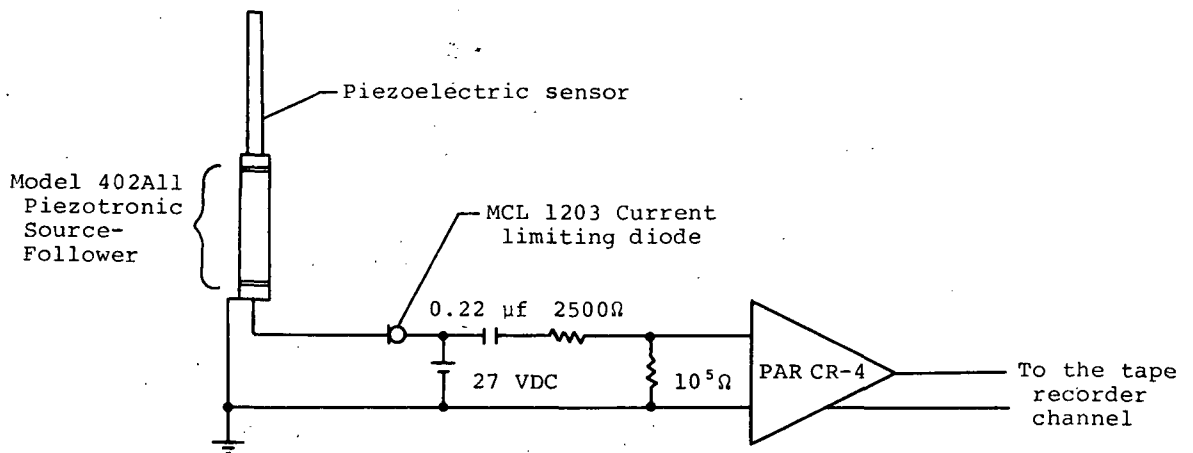 Piezoelectric sensor
Model 402All
Piezotronic
Source-
Follower
MCL 1203 Current
limiting diode
0.22 μf 2500Ω
27 VDC
10⁵Ω
PAR CR-4
To the tape
recorder
channel